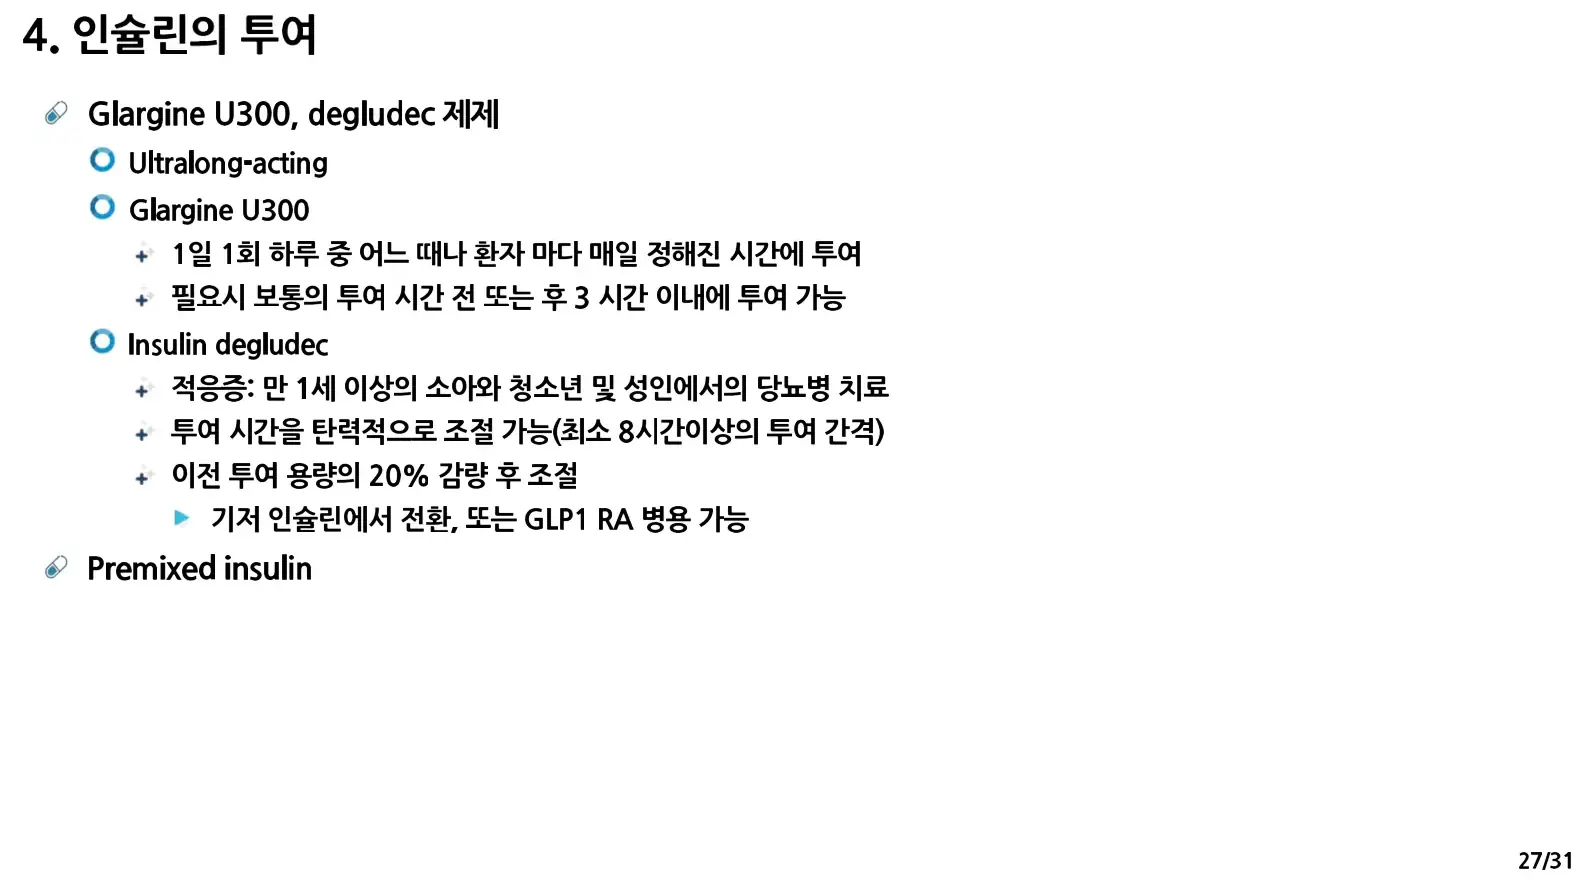 4. 인슐린의 투여
Glargine U300, degludec 제제
Ultralong-acting
Glargine U300
1일 1회 하루 중 어느 때나 환자 마다 매일 정해진 시간에 투여
필요시 보통의 투여 시간 전 또는 후 3 시간 이내에 투여 가능
Insulin degludec
적응증: 만 1세 이상의 소아와 청소년 및 성인에서의 당뇨병 치료
투여 시간을 탄력적으로 조절 가능(최소 8시간이상의 투여 간격)
이전 투여 용량의 20% 감량 후 조절
기저 인슐린에서 전환, 또는 GLP1 RA 병용 가능
Premixed insulin
27/31